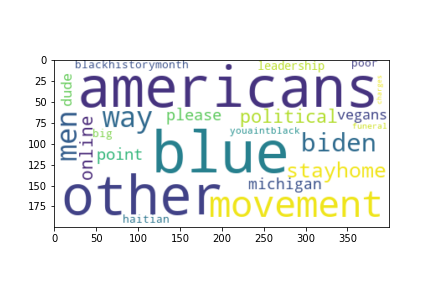 0
25
50
75
100
125
150
175
0 50 100 150 200 250 300 350
blackhistorymonth leadership poor
dude americans charges
men way please political vegans
online big youaintblack funeral
point blue biden
stayhome
michigan
other movement
haitian